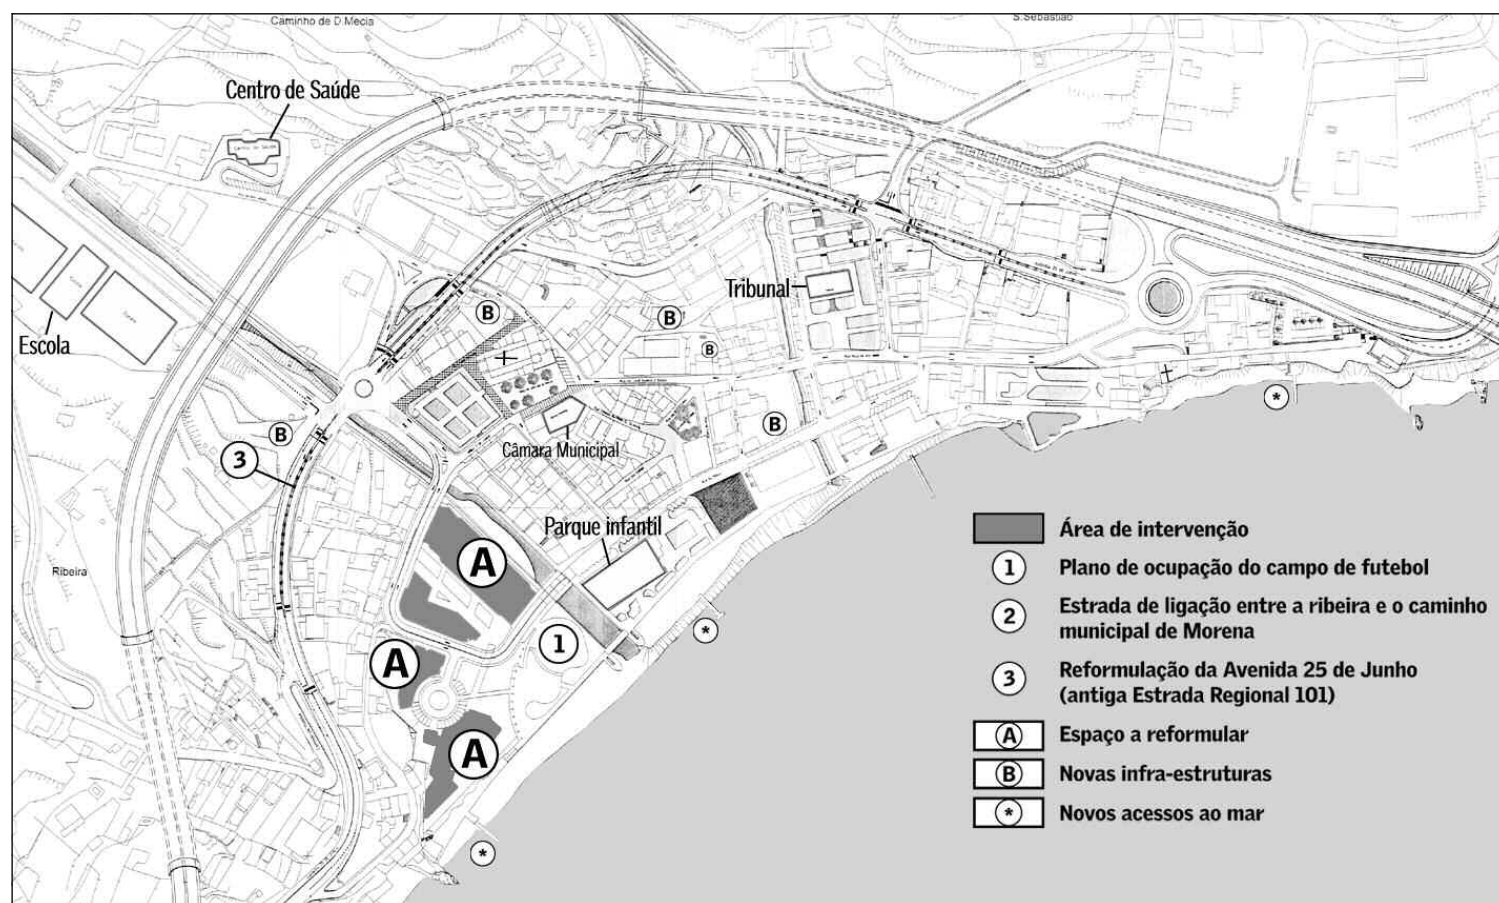 Caminho de D.Mecia
S.Sebastião
Centro de Saúde
Tribunal
Escola
B
B
B
B
B
3
Câmara Municipal
Parque infantil
A
Ribeira
1
A
A
*
*
*
Área de intervenção
1 Plano de ocupação do campo de futebol
2 Estrada de ligação entre a ribeira e o caminho
municipal de Morena
3 Reformulação da Avenida 25 de Junho
(antiga Estrada Regional 101)
A Espaço a reformular
B Novas infra-estruturas
* Novos acessos ao mar